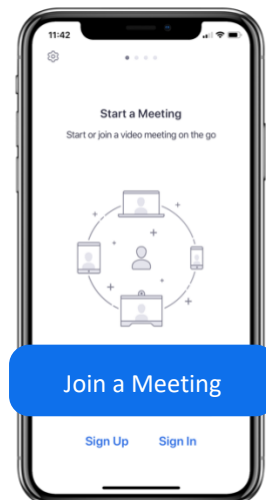 11:42
Start a Meeting
Start or join a video meeting on the go
Join a Meeting
Sign Up Sign In